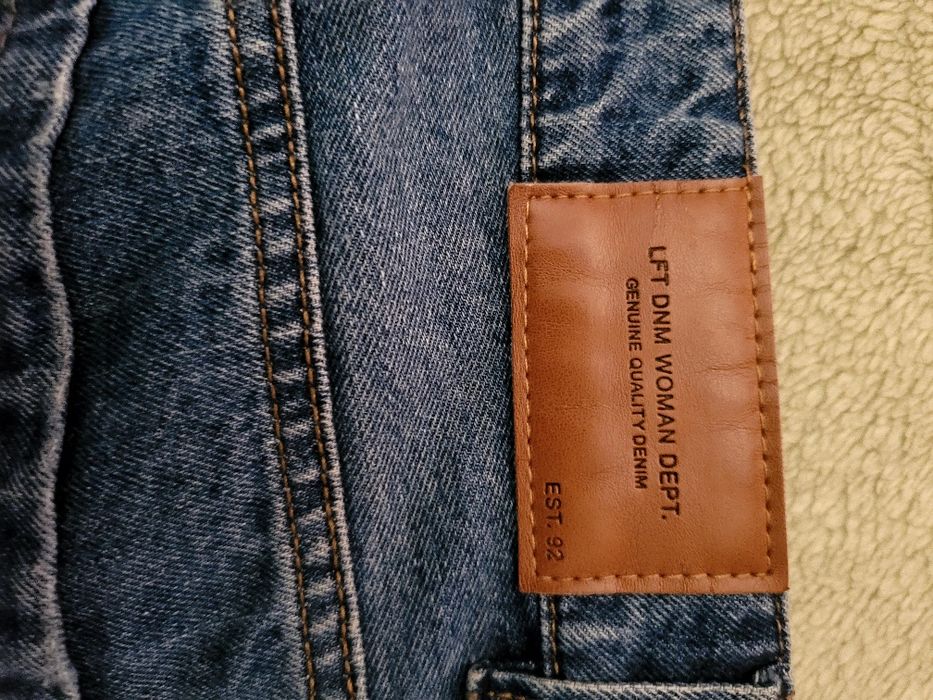 LFT DNM WOMAN DEPT.
GENUINE QUALITY DENIM
EST. 92